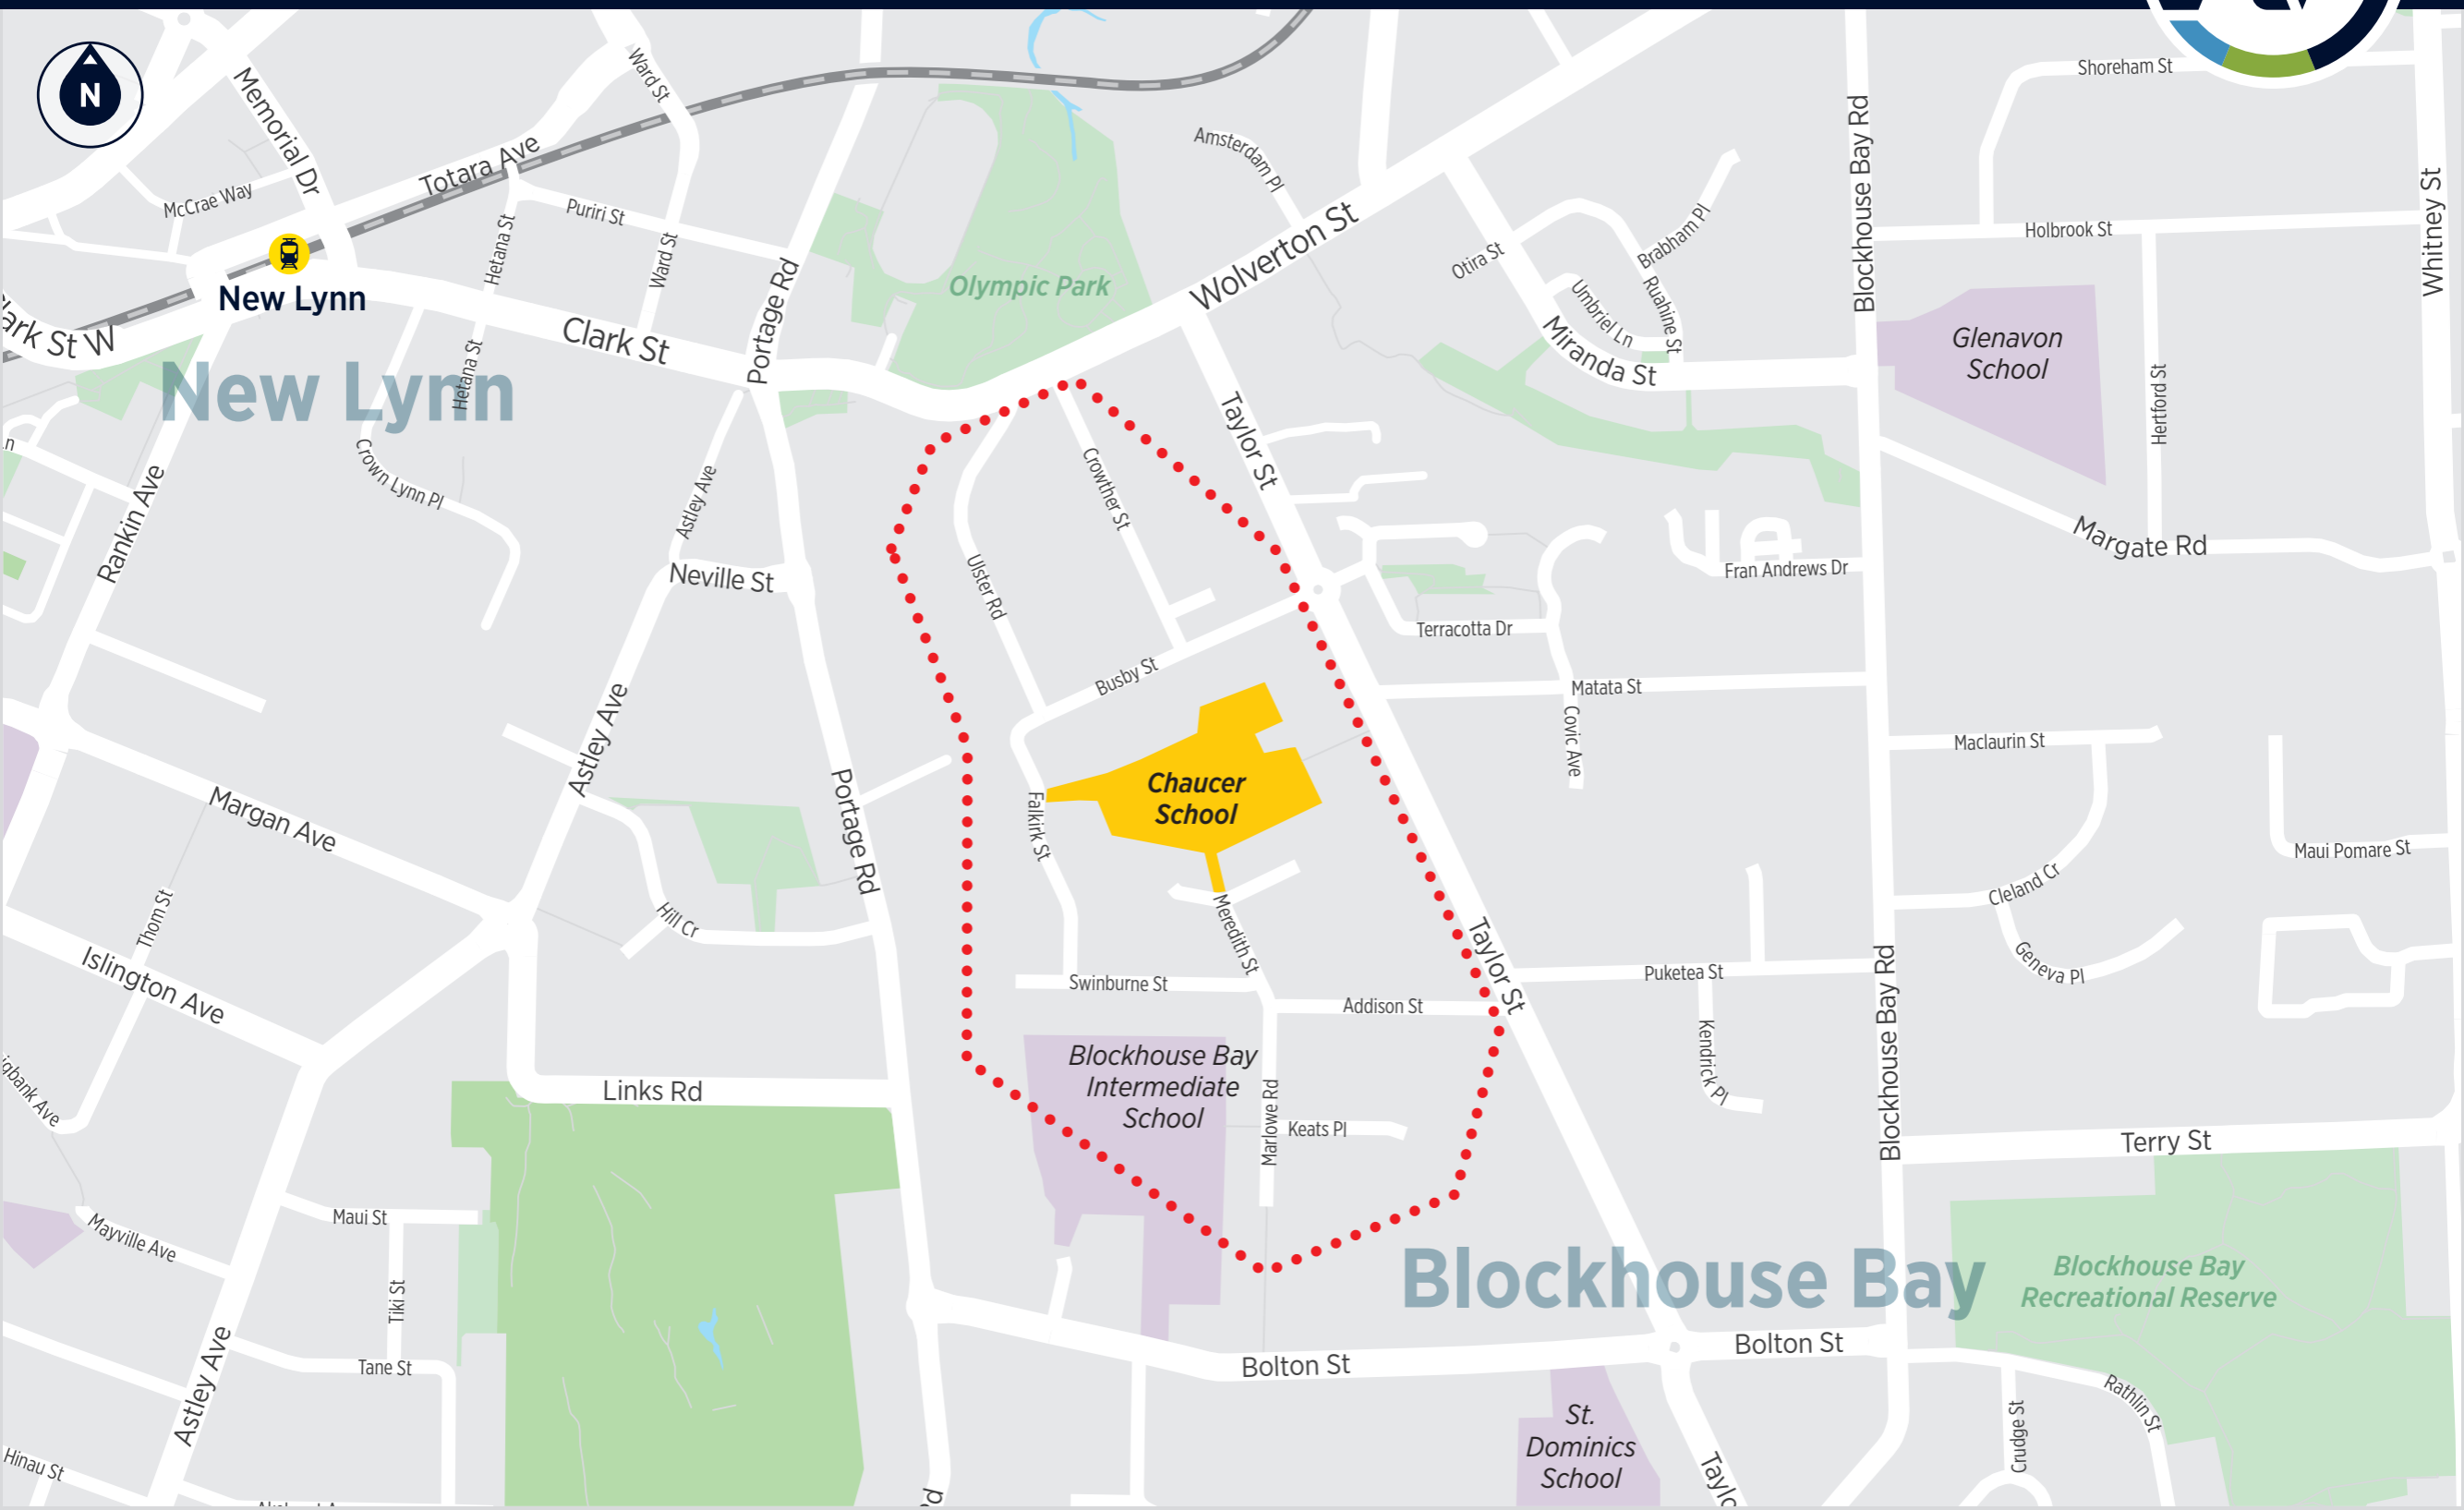 N
Shoreham St
Ward St
Memorial Dr
Totara Ave
Amsterdam Pl
Blockhouse Bay Rd
Whitney St
McCrae Way
Puriri St
Hetana St
Ward St
Portage Rd
Olympic Park
Wolverton St
Otira St
Brabham Pl
Holbrook St
New Lynn
Umbriel Ln
Ruahine St
Clark St
Miranda St
Glenavon
School
New Lynn
Hetana St
St W
Hertford St
Crown Lynn Pl
Astley Ave
Taylor St
Crowther St
Rankin Ave
Neville St
Ulster Rd
Margate Rd
Fran Andrews Dr
Terracotta Dr
Busby St
Matata St
Covic Ave
Maclaurin St
Astley Ave
Margan Ave
Portage Rd
Falkirk St
Chaucer
School
Maui Pomare St
Cleland Cr
Thom St
Hill Cr
Meredith St
Taylor St
Islington Ave
Swinburne St
Addison St
Puketea St
Geneva Pl
Blockhouse Bay Rd
Kendrick Pl
Blockhouse Bay
Intermediate
School
Links Rd
Marlowe Rd
Keats Pl
Terry St
Maui St
Mayville Ave
Tiki St
Blockhouse Bay
Blockhouse Bay
Recreational Reserve
Astley Ave
Tane St
Bolton St
Bolton St
Rathlin St
Crudge St
St.
Dominics
School
Hinau St
Taylo